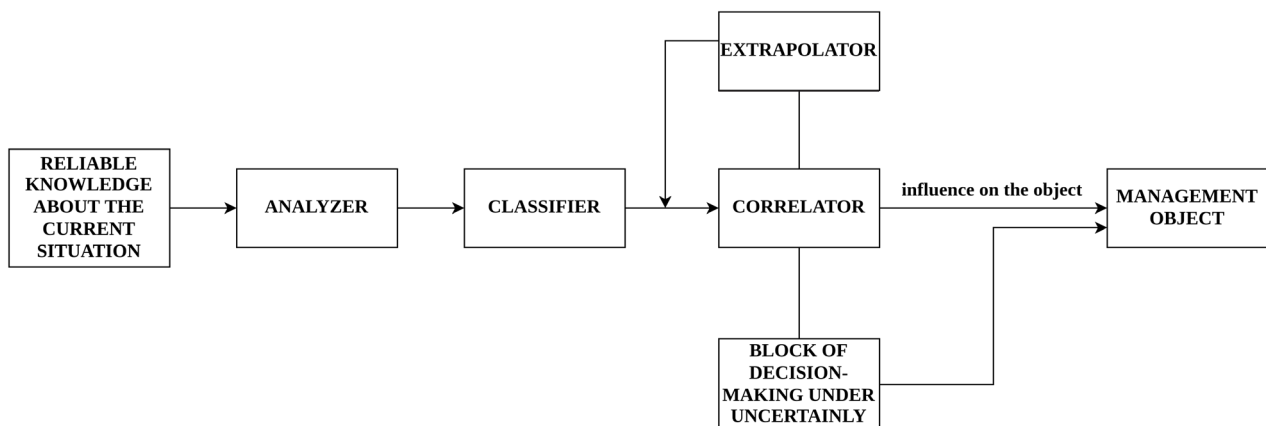 EXTRAPOLATOR
RELIABLE
KNOWLEDGE
ABOUT THE
CURRENT
SITUATION
ANALYZER
CLASSIFIER
CORRELATOR
influence on the object
MANAGEMENT
OBJECT
BLOCK OF
DECISION-
MAKING UNDER
UNCERTAINLY